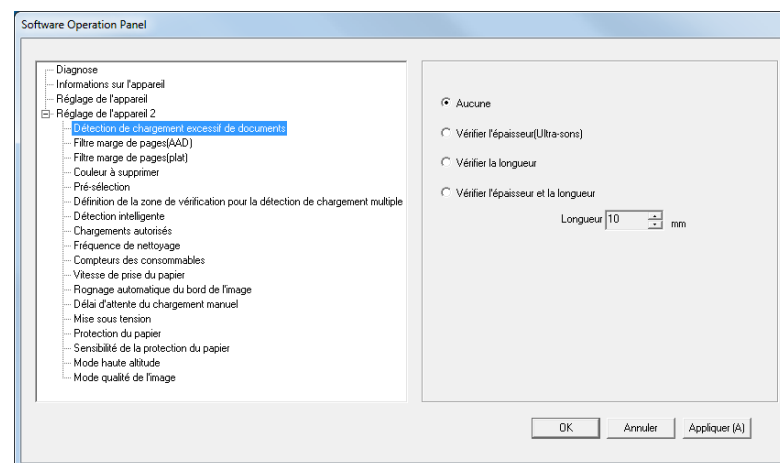 Software Operation Panel
Diagnose
Informations sur l'appareil
Réglage de l'appareil
Réglage de l'appareil 2
Détection de chargement excessif de documents
Filtre marge de pages(AAD)
Filtre marge de pages(plat)
Couleur à supprimer
Pré-sélection
Définition de la zone de vérification pour la détection de chargement multiple
Détection intelligente
Chargements autorisés
Fréquence de nettoyage
Compteurs des consommables
Vitesse de prise du papier
Rognage automatique du bord de l'image
Délai d'attente du chargement manuel
Mise sous tension
Protection du papier
Sensibilité de la protection du papier
Mode haute altitude
Mode qualité de l'image
Aucune
Vérifier l'épaisseur(Ultra-sons)
Vérifier la longueur
Vérifier l'épaisseur et la longueur
Longueur 10 mm
OK Annuler Appliquer (A)